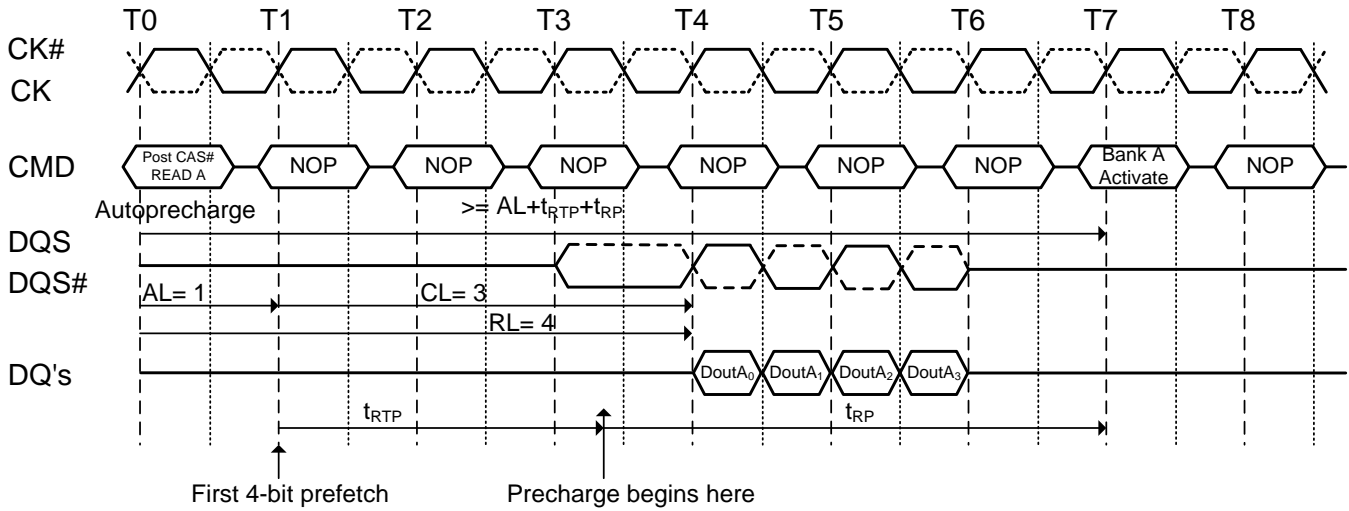 T0 T1 T2 T3 T4 T5 T6 T7 T8
CK#
CK
CMD
Post CAS#
READ A
NOP NOP NOP NOP NOP NOP
Bank A
Activate
NOP
Autoprecharge
>= AL+tRTP+tRP
DQS
DQS#
AL= 1
CL= 3
RL= 4
DQ's
DoutA0 DoutA1 DoutA2 DoutA3
tRTP
tRP
First 4-bit prefetch
Precharge begins here